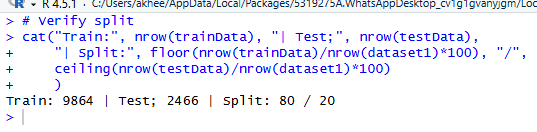 R 4.5.1 · C:/Users/akhee/AppData/Local/Packages/5319275A.WhatsAppDesktop_cv1g1gvanyjgm/Loc
> # Verify split
> cat("Train:", nrow(trainData), "| Test;", nrow(testData),
+ "| Split:", floor(nrow(trainData)/nrow(dataset1)*100), "/",
+ ceiling(nrow(testData)/nrow(dataset1)*100)
+ )
Train: 9864 | Test; 2466 | Split: 80 / 20
>